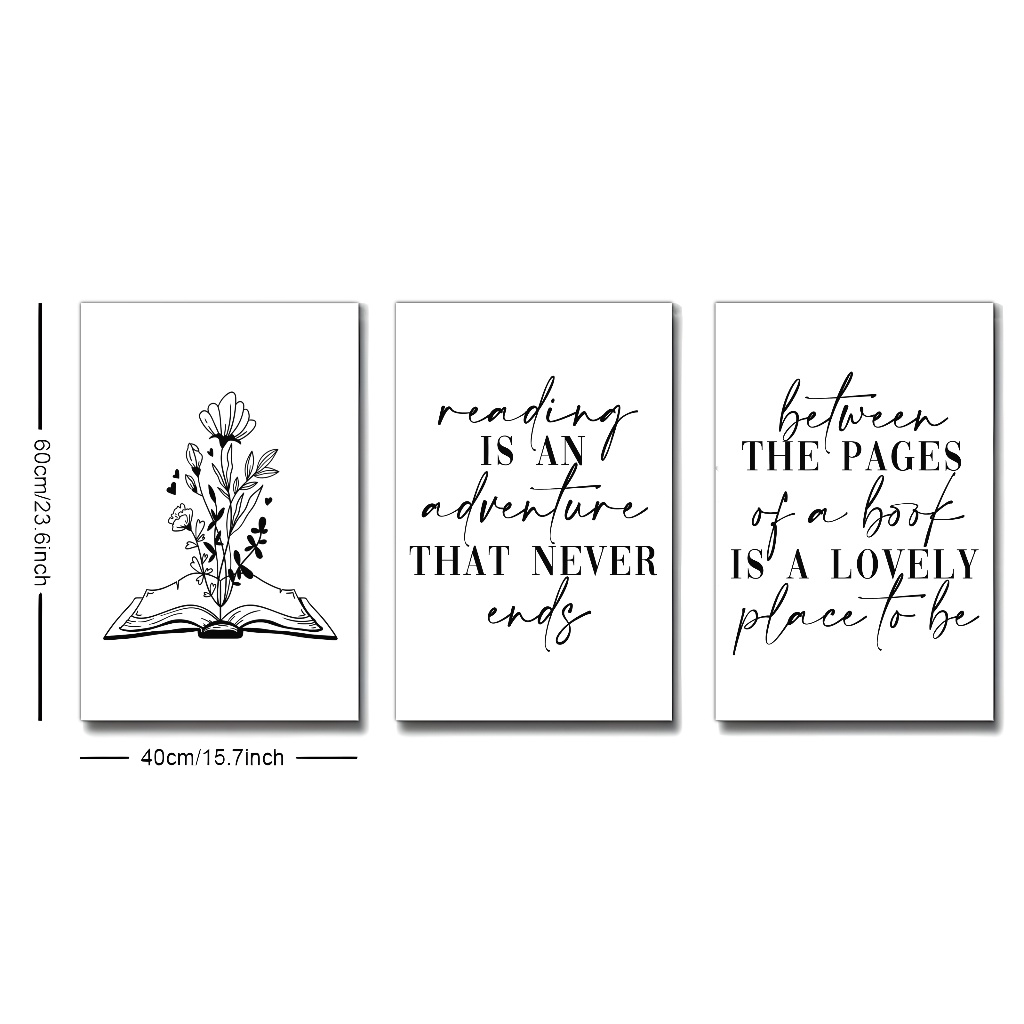 60cm/23.6inch
reading
IS AN
adventure
THAT NEVER
ends
between
THE PAGES
of a book
IS A LOVELY
place to be
40cm/15.7inch